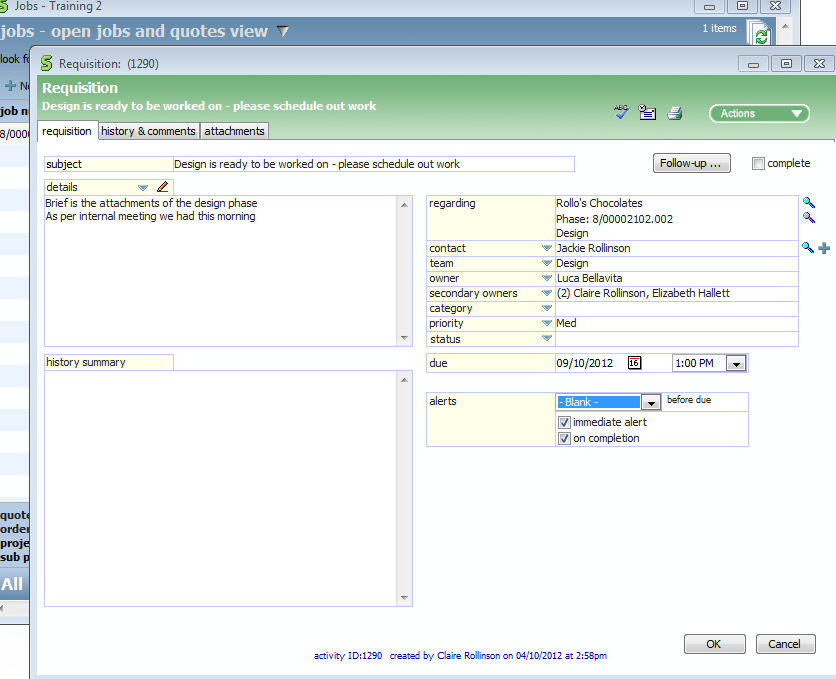 Jobs - Training 2
jobs - open jobs and quotes view
1 items
look fo
No
job n
8/0000
quote
order
proje
sub p
All
Requisition: (1290)
Requisition
Design is ready to be worked on - please schedule out work
ABC
Actions
requisition
history & comments
attachments
subject
Design is ready to be worked on - please schedule out work
Follow-up ...
complete
details
Brief is the attachments of the design phase
As per internal meeting we had this morning
regarding
Rollo's Chocolates
Phase: 8/00002102.002
Design
contact
Jackie Rollinson
team
Design
owner
Luca Bellavita
secondary owners
(2) Claire Rollinson, Elizabeth Hallett
category
priority
Med
status
history summary
due
09/10/2012
16
1:00 PM
alerts
- Blank -
before due
immediate alert
on completion
OK
Cancel
activity ID:1290 created by Claire Rollinson on 04/10/2012 at 2:58pm